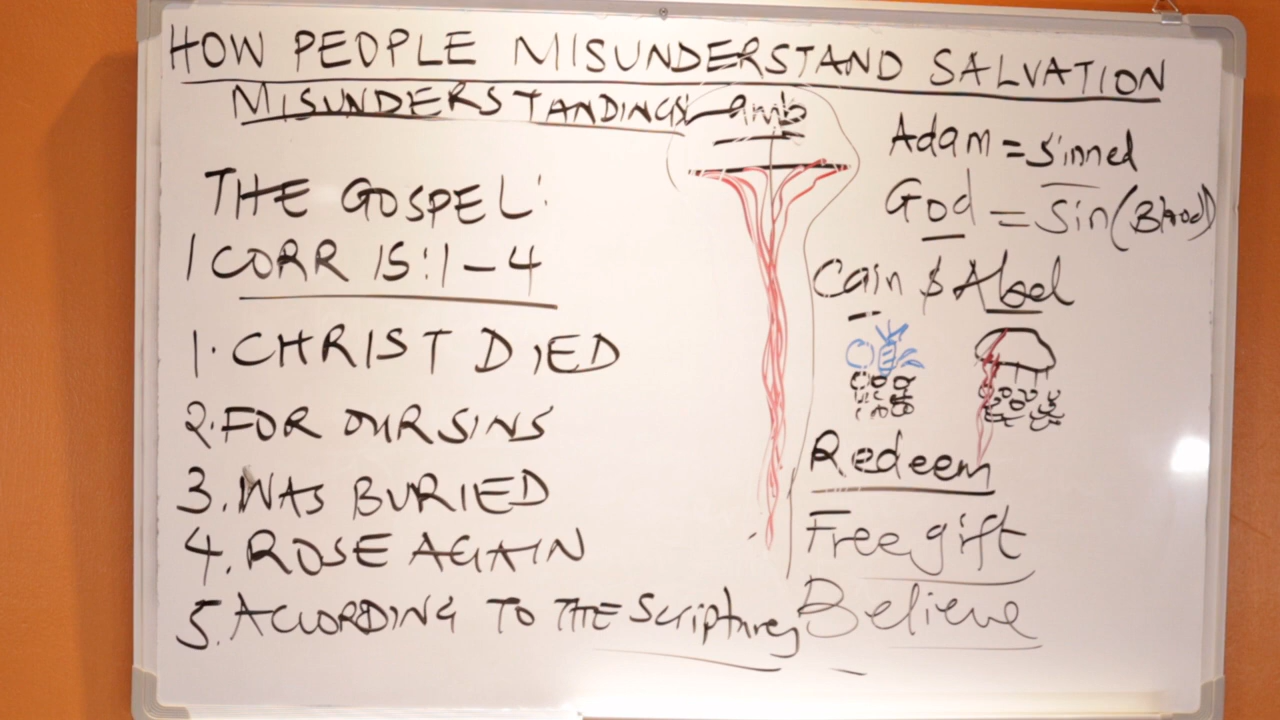 HOW PEOPLE MISUNDERSTAND SALVATION
MISUNDERSTANDINGS
THE GOSPEL:
1 CORR 15:1-4
1. CHRIST DIED
2. FOR OUR SINS
3. WAS BURIED
4. ROSE AGAIN
5. ACCORDING TO THE Scriptures
Adam = sinned
God = Sin (Blood)
Cain $ Abel
Redeem
Free gift
Believe